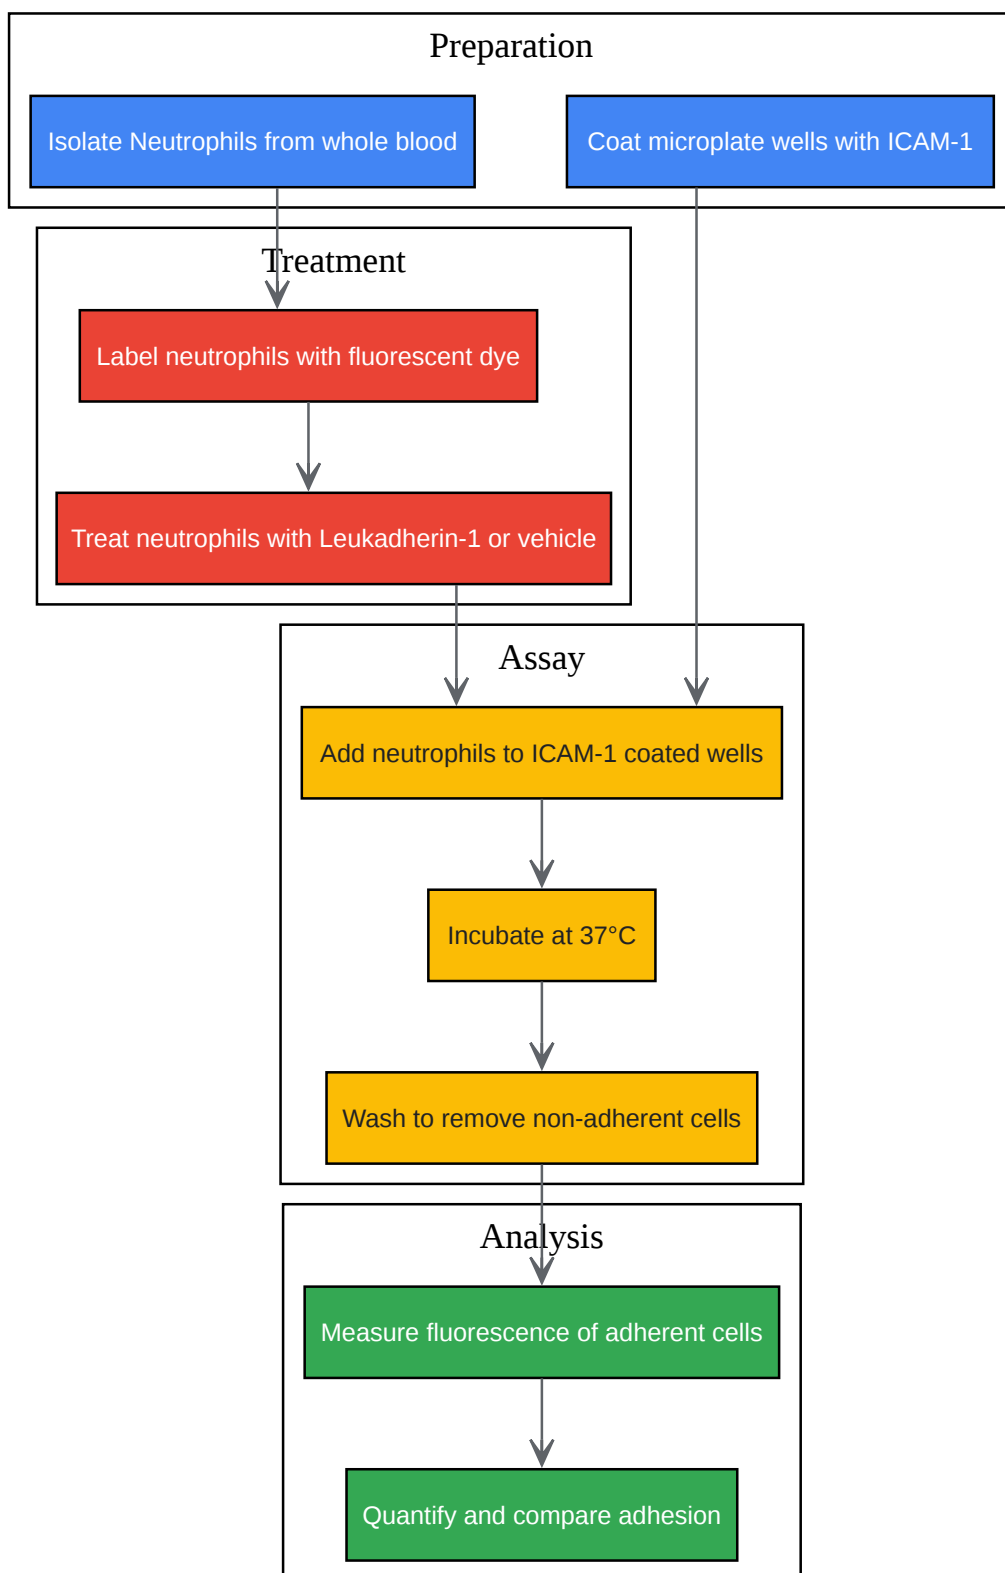 Preparation
Isolate Neutrophils from whole blood
Coat microplate wells with ICAM-1
Treatment
Label neutrophils with fluorescent dye
Treat neutrophils with Leukadherin-1 or vehicle
Assay
Add neutrophils to ICAM-1 coated wells
Incubate at 37°C
Wash to remove non-adherent cells
Analysis
Measure fluorescence of adherent cells
Quantify and compare adhesion